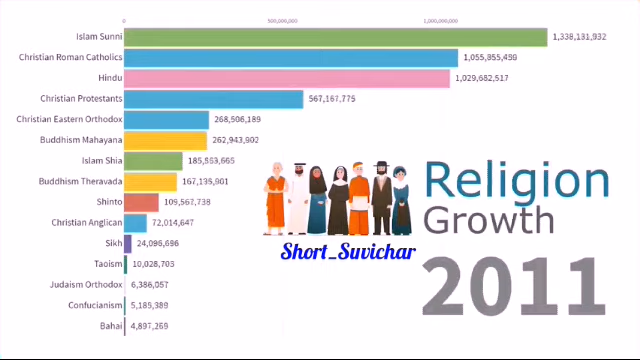 0 500,000,000 1,000,000,000
Islam Sunni 1,338,131,932
Christian Roman Catholics 1,055,855,490
Hindu 1,029,682,517
Christian Protestants 567,167,775
Christian Eastern Orthodox 268,506,189
Buddhism Mahayana 262,943,902
Islam Shia 185,553,665
Buddhism Theravada 167,135,901
Shinto 109,567,738
Christian Anglican 72,014,647
Sikh 24,096,696
Taoism 10,028,703
Judaism Orthodox 6,386,057
Confucianism 5,185,389
Bahai 4,897,269
Religion
Growth
Short_Suvichar
2011